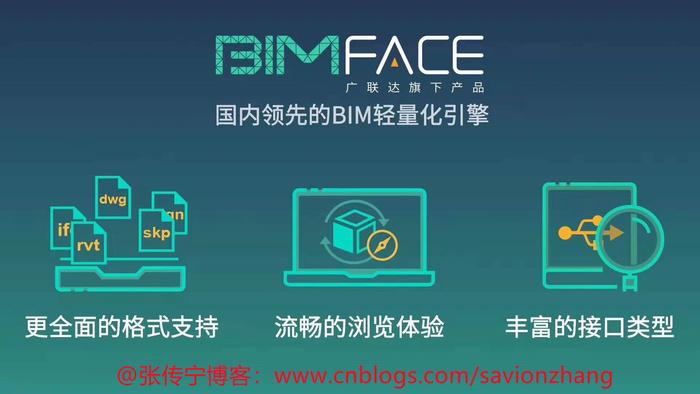 BIMFACE
广联达旗下产品
国内领先的BIM轻量化引擎
dwg
if
rvt
skp
gn
更全面的格式支持
流畅的浏览体验
丰富的接口类型
@张传宁博客：www.cnblogs.com/savionzhang